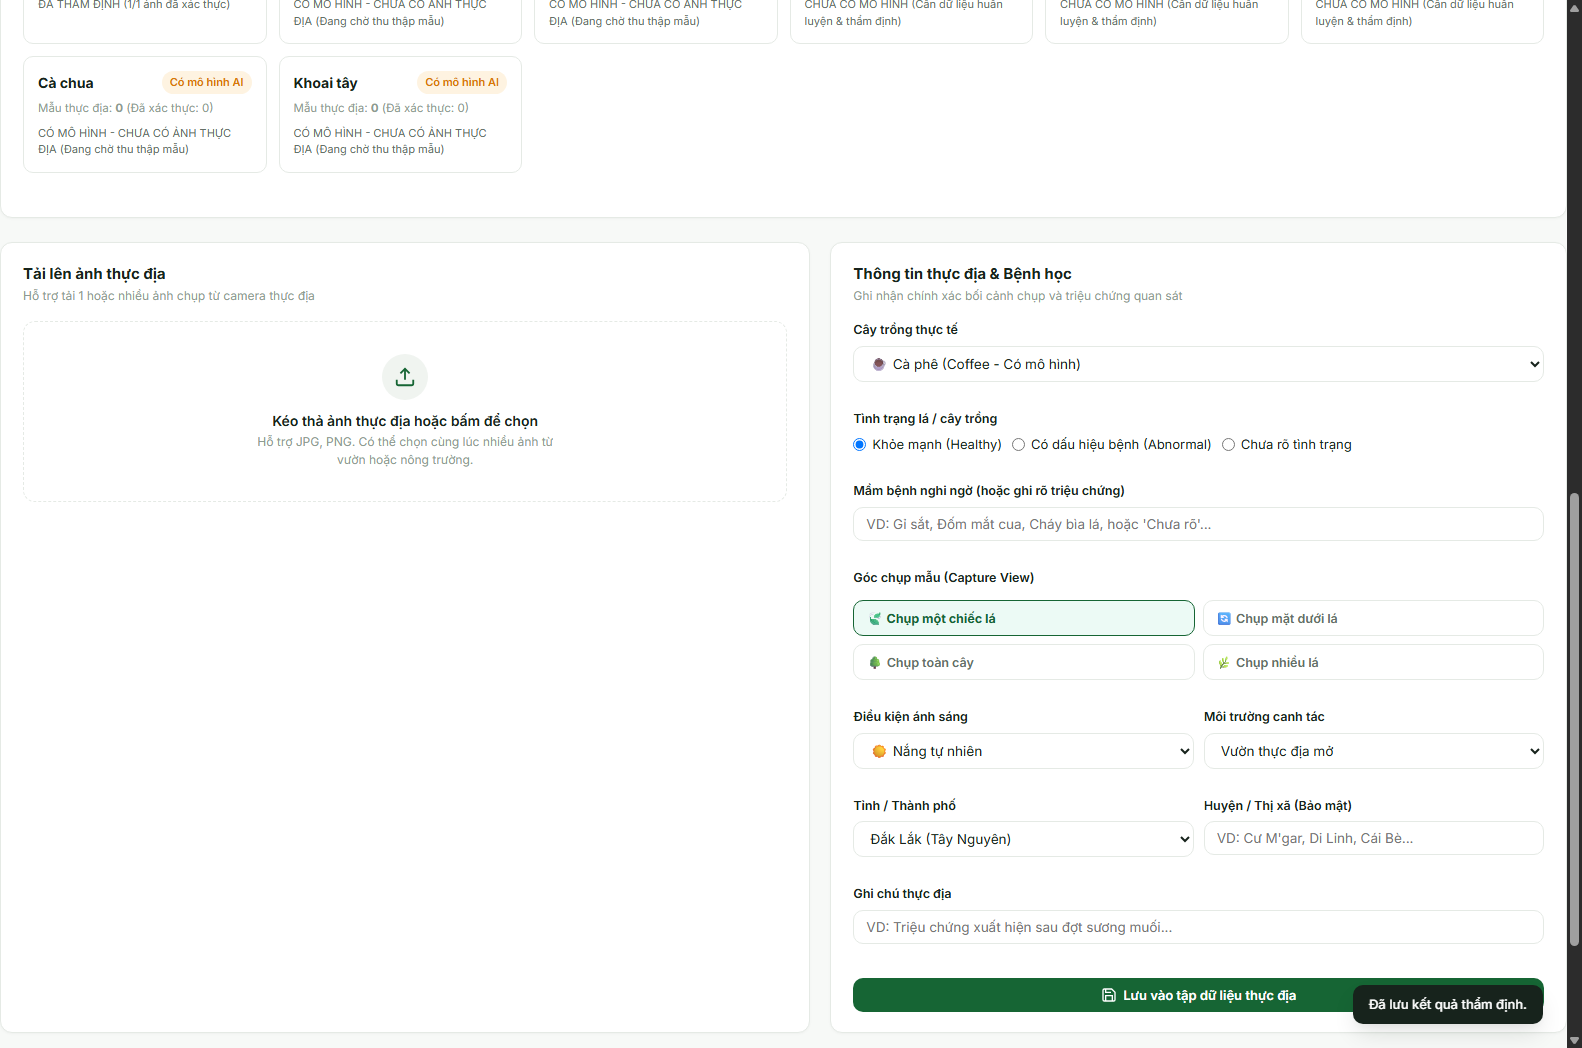 ĐÃ THẨM ĐỊNH (1/1 ảnh đã xác thực)
CÓ MÔ HÌNH - CHƯA CÓ ẢNH THỰC
ĐỊA (Đang chờ thu thập mẫu)
CÓ MÔ HÌNH - CHƯA CÓ ẢNH THỰC
ĐỊA (Đang chờ thu thập mẫu)
CHƯA CÓ MÔ HÌNH (Cần dữ liệu huấn
luyện & thẩm định)
CHƯA CÓ MÔ HÌNH (Cần dữ liệu huấn
luyện & thẩm định)
CHƯA CÓ MÔ HÌNH (Cần dữ liệu huấn
luyện & thẩm định)
Cà chua
Có mô hình AI
Mẫu thực địa: 0 (Đã xác thực: 0)
CÓ MÔ HÌNH - CHƯA CÓ ẢNH THỰC
ĐỊA (Đang chờ thu thập mẫu)
Khoai tây
Có mô hình AI
Mẫu thực địa: 0 (Đã xác thực: 0)
CÓ MÔ HÌNH - CHƯA CÓ ẢNH THỰC
ĐỊA (Đang chờ thu thập mẫu)
Tải lên ảnh thực địa
Hỗ trợ tải 1 hoặc nhiều ảnh chụp từ camera thực địa
Kéo thả ảnh thực địa hoặc bấm để chọn
Hỗ trợ JPG, PNG. Có thể chọn cùng lúc nhiều ảnh từ
vườn hoặc nông trường.
Thông tin thực địa & Bệnh học
Ghi nhận chính xác bối cảnh chụp và triệu chứng quan sát
Cây trồng thực tế
Cà phê (Coffee - Có mô hình)
Tình trạng lá / cây trồng
Khỏe mạnh (Healthy)
Có dấu hiệu bệnh (Abnormal)
Chưa rõ tình trạng
Mầm bệnh nghi ngờ (hoặc ghi rõ triệu chứng)
VD: Gỉ sắt, Đốm mắt cua, Cháy bìa lá, hoặc 'Chưa rõ'...
Góc chụp mẫu (Capture View)
Chụp một chiếc lá
Chụp mặt dưới lá
Chụp toàn cây
Chụp nhiều lá
Điều kiện ánh sáng
Môi trường canh tác
Nắng tự nhiên
Vườn thực địa mở
Tỉnh / Thành phố
Huyện / Thị xã (Bảo mật)
Đắk Lắk (Tây Nguyên)
VD: Cư M'gar, Di Linh, Cái Bè...
Ghi chú thực địa
VD: Triệu chứng xuất hiện sau đợt sương muối...
Lưu vào tập dữ liệu thực địa
Đã lưu kết quả thẩm định.